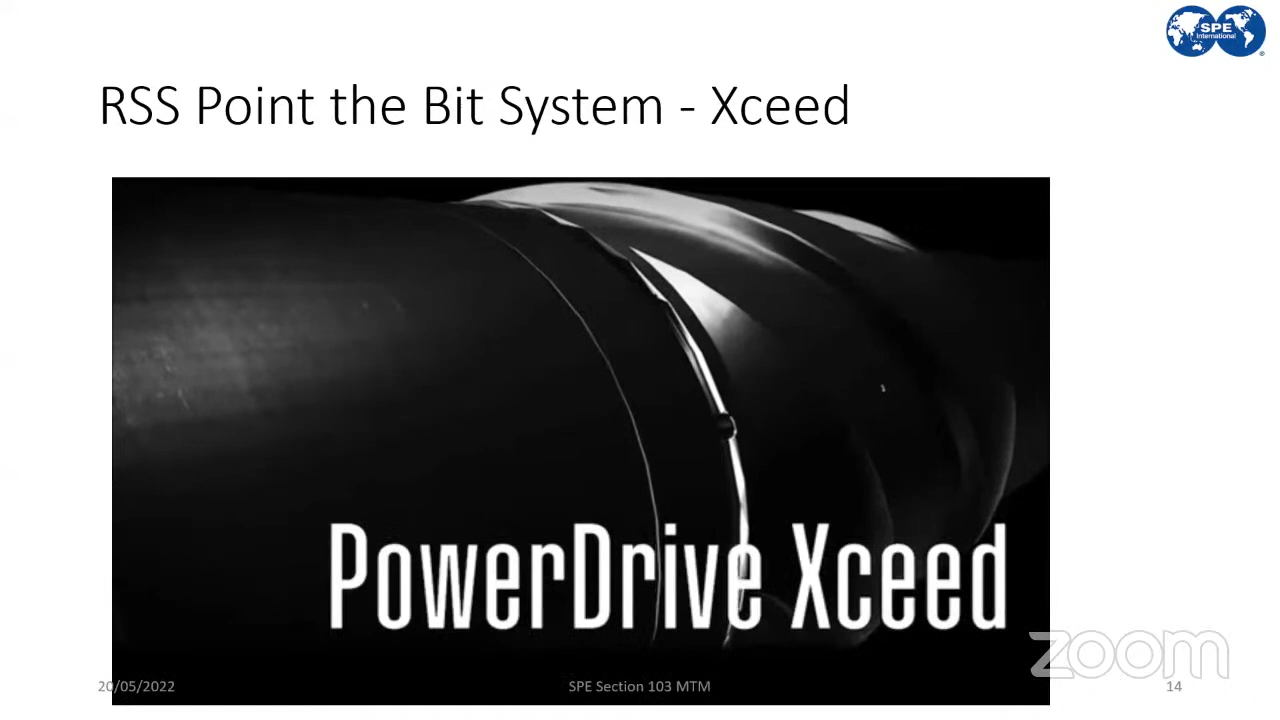 SPE
International
RSS Point the Bit System - Xceed
PowerDrive Xceed
zoom
20/05/2022
SPE Section 103 MTM
14